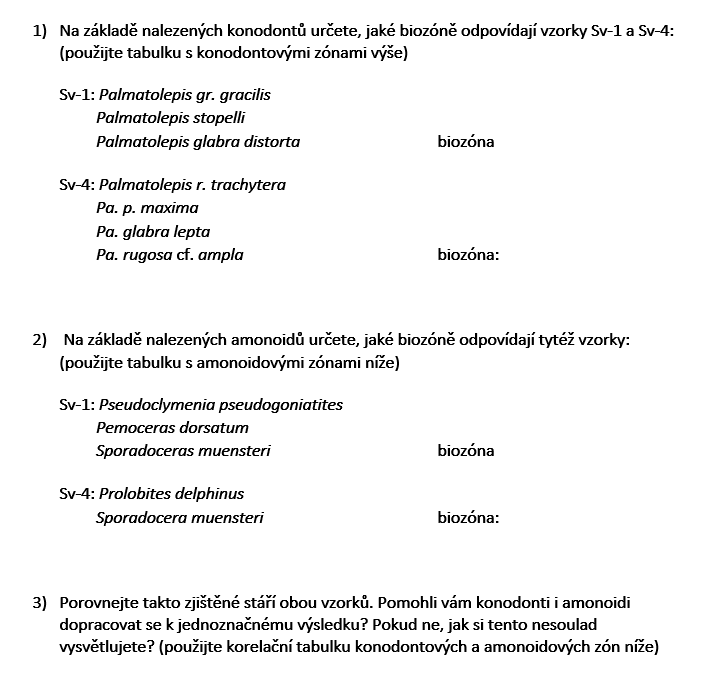 1) Na základě nalezených konodontů určete, jaké biozóně odpovídají vzorky Sv-1 a Sv-4:
(použijte tabulku s konodontovými zónami výše)
Sv-1: Palmatolepis gr. gracilis
Palmatolepis stopelli
Palmatolepis glabra distorta biozóna
Sv-4: Palmatolepis r. trachytera
Pa. p. maxima
Pa. glabra lepta
Pa. rugosa cf. ampla biozóna:
2) Na základě nalezených amonoidů určete, jaké biozóně odpovídají tytéž vzorky:
(použijte tabulku s amonoidovými zónami níže)
Sv-1: Pseudoclymenia pseudogoniatites
Pemoceras dorsatum
Sporadoceras muensteri biozóna
Sv-4: Prolobites delphinus
Sporadocera muensteri biozóna:
3) Porovnejte takto zjištěné stáří obou vzorků. Pomohli vám konodonti i amonoidi
dopracovat se k jednoznačnému výsledku? Pokud ne, jak si tento nesoulad
vysvětlujete? (použijte korelační tabulku konodontových a amonoidových zón níže)